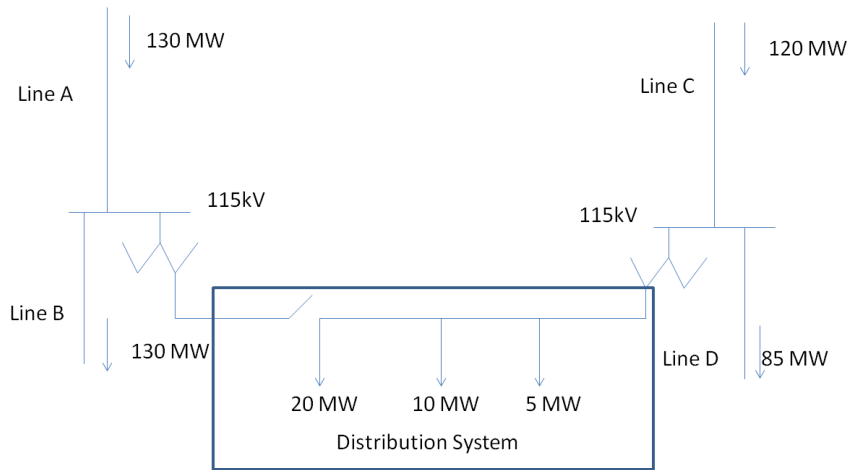 130 MW
120 MW
Line A
Line C
115kV
115kV
Line B
130 MW
Line D
85 MW
20 MW
10 MW
5 MW
Distribution System